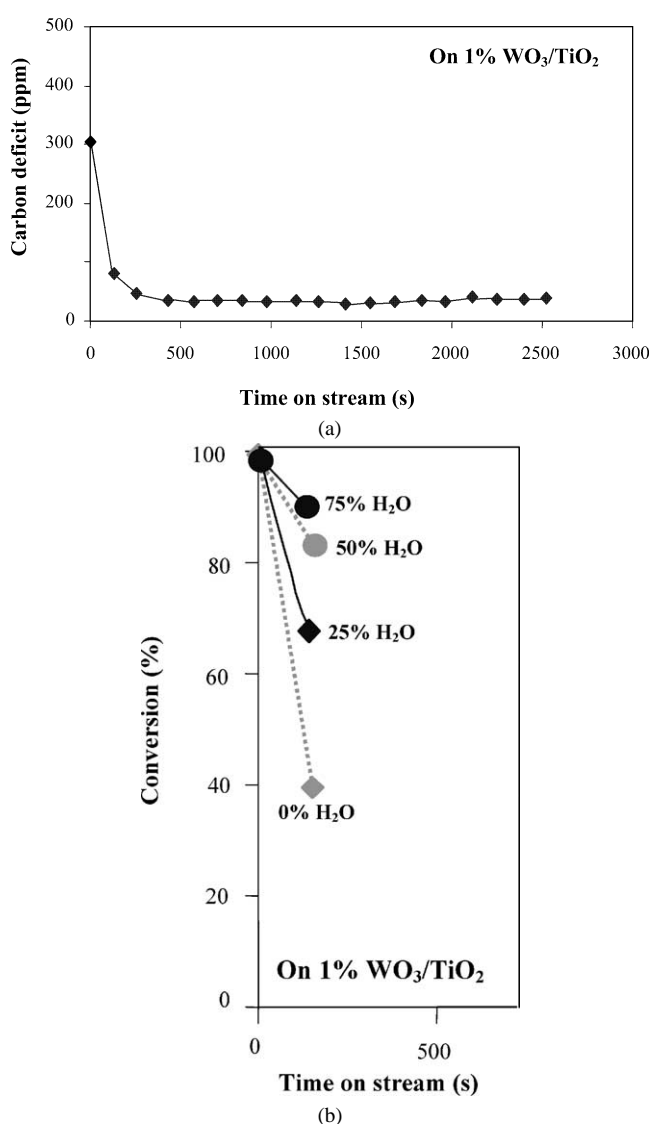 500
On 1% WO₃/TiO₂
400
300
200
0
0 500 1000 1500 2000 2500 3000
Carbon deficit (ppm)
Time on stream (s)
(a)
100
75% H₂O
50% H₂O
80
25% H₂O
60
40
0% H₂O
20
On 1% WO₃/TiO₂
0
0 500
Conversion (%)
Time on stream (s)
(b)